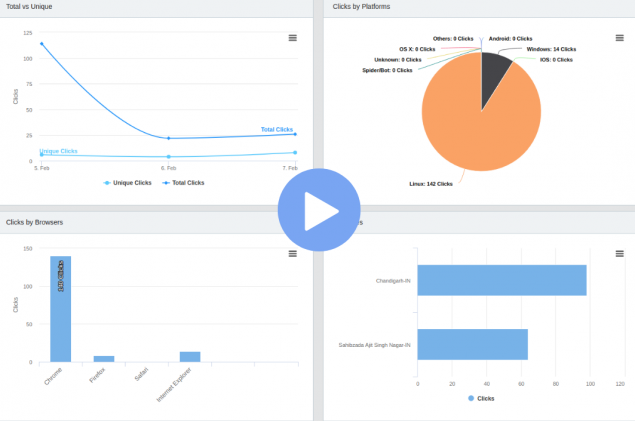 Total vs Unique
125
100
75
50
25
0
Clicks
Total Clicks
Unique Clicks
5. Feb
6. Feb
7. Feb
Unique Clicks
Total Clicks
Clicks by Platforms
Others: 0 Clicks
Android: 0 Clicks
OS X: 0 Clicks
Windows: 14 Clicks
Unknown: 0 Clicks
IOS: 0 Clicks
Spider/Bot: 0 Clicks
Linux: 142 Clicks
Clicks by Browsers
150
100
50
0
Clicks
Chrome
Firefox
Safari
Internet Explorer
Chandigarh-IN
Sahibzada Ajit Singh Nagar-IN
0
20
40
60
80
100
120
Clicks